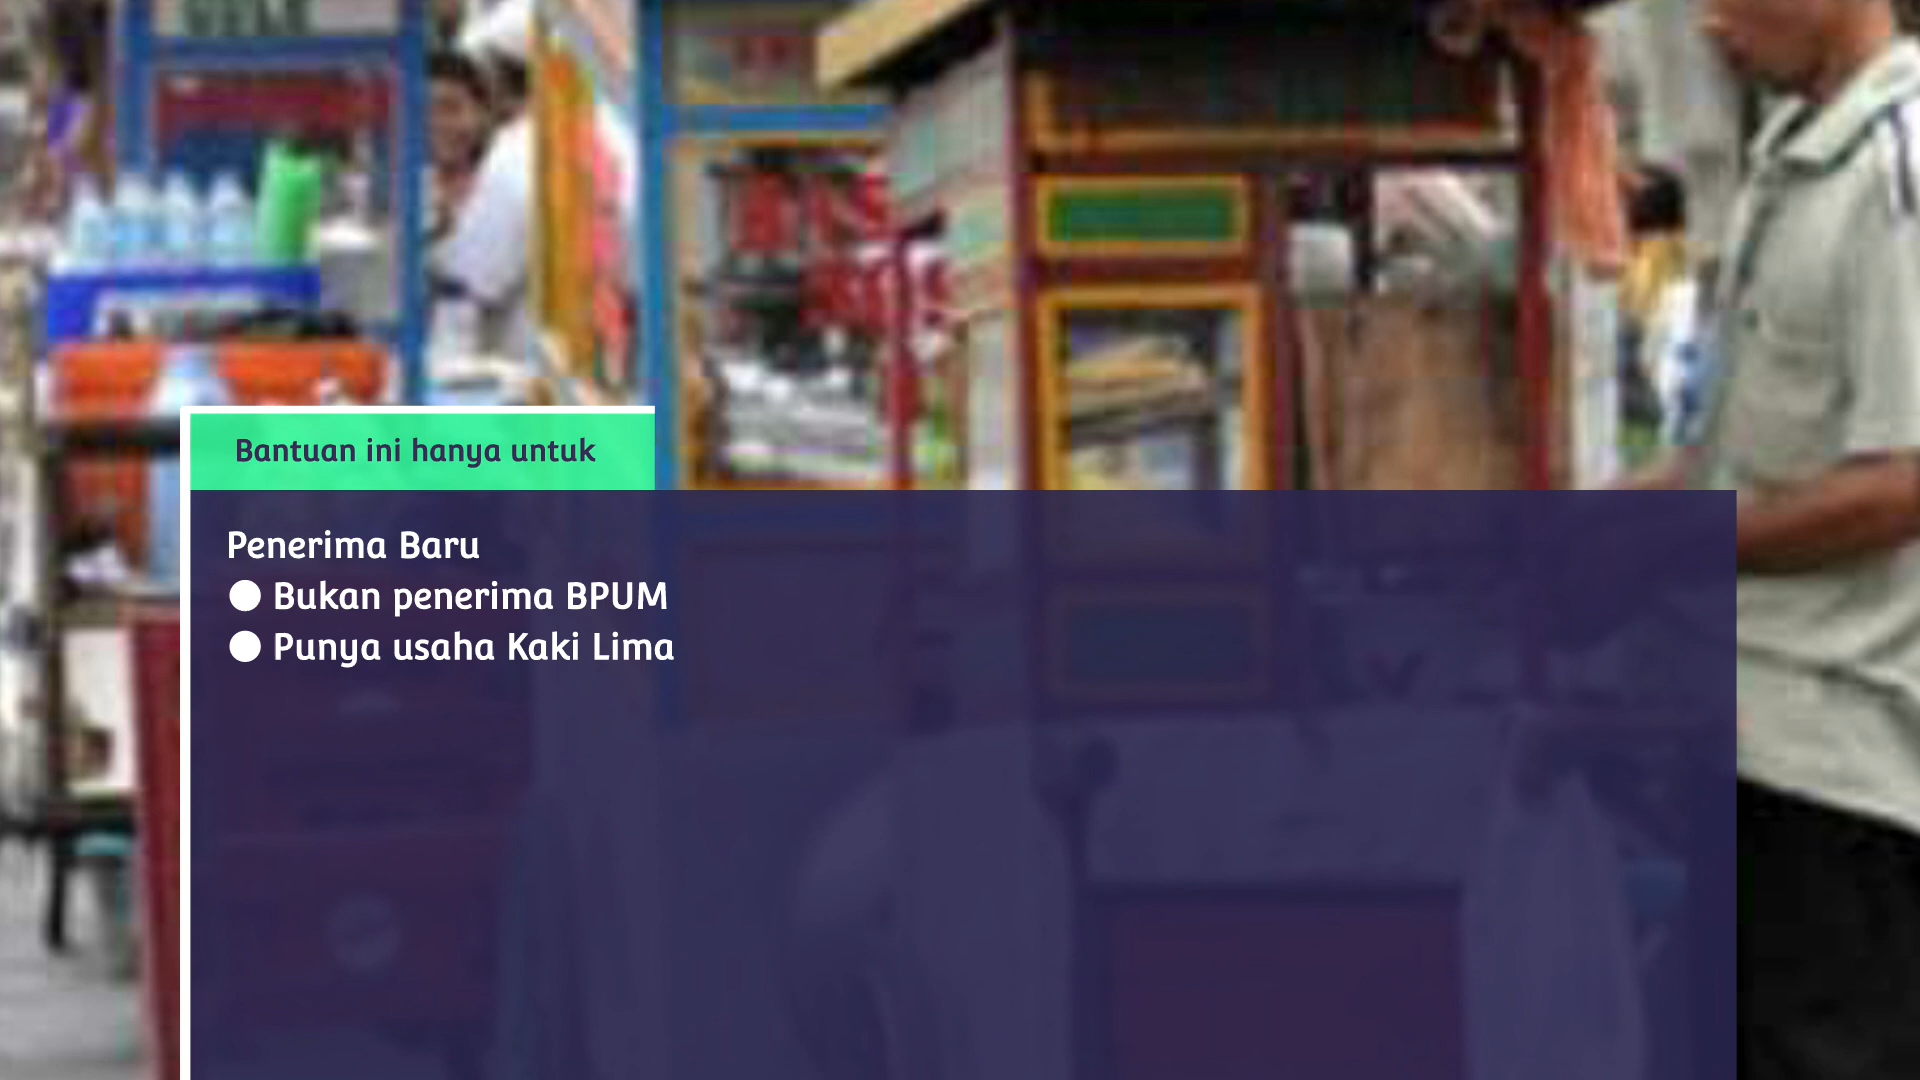 Bantuan ini hanya untuk
Penerima Baru
● Bukan penerima BPUM
● Punya usaha Kaki Lima